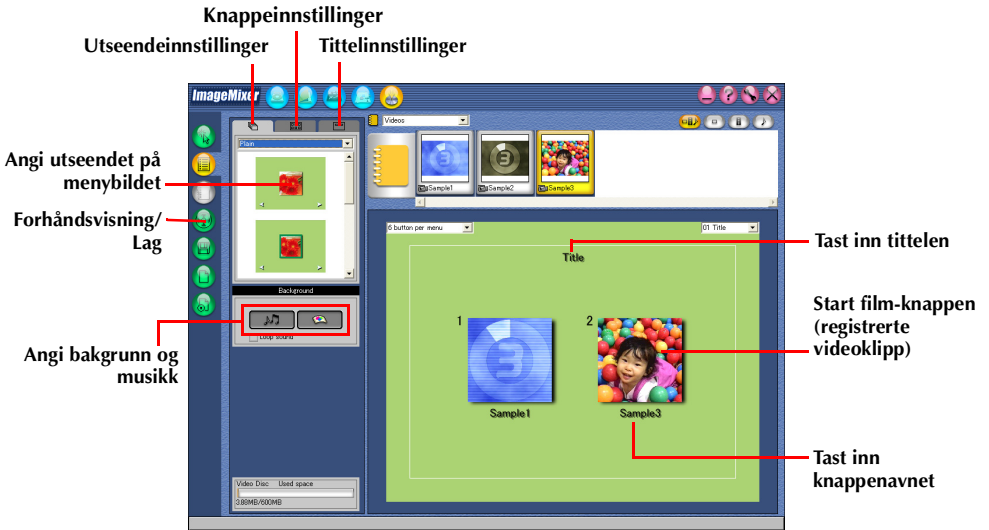 Knappeinnstillinger
Utseendeinnstillinger
Tittelinnstillinger
ImageMixer
Videos
Plain
Angi utseendet på
menybildet
Sample1
Sample2
Sample3
Forhåndsvisning/
Lag
6 button per menu
01 Title
Tast inn tittelen
Title
Background
Start film-knappen
(registrerte
videoklipp)
1
2
3
Loop sound
Angi bakgrunn og
musikk
Sample1
Sample3
Tast inn
knappenavnet
Video Disc Used space
3.88MB/600MB